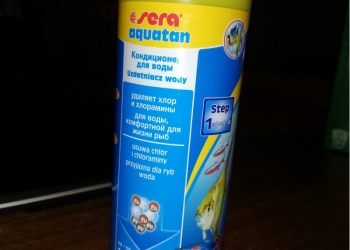 sera
aquatan
Кондиционер
для воды
Uzdatniacz wody
удаляет хлор
и хлорамины
для воды,
комфортной для
жизни рыб
usuwa chlor
i chloraminy
przyjazna dla ryb
woda
Step
1